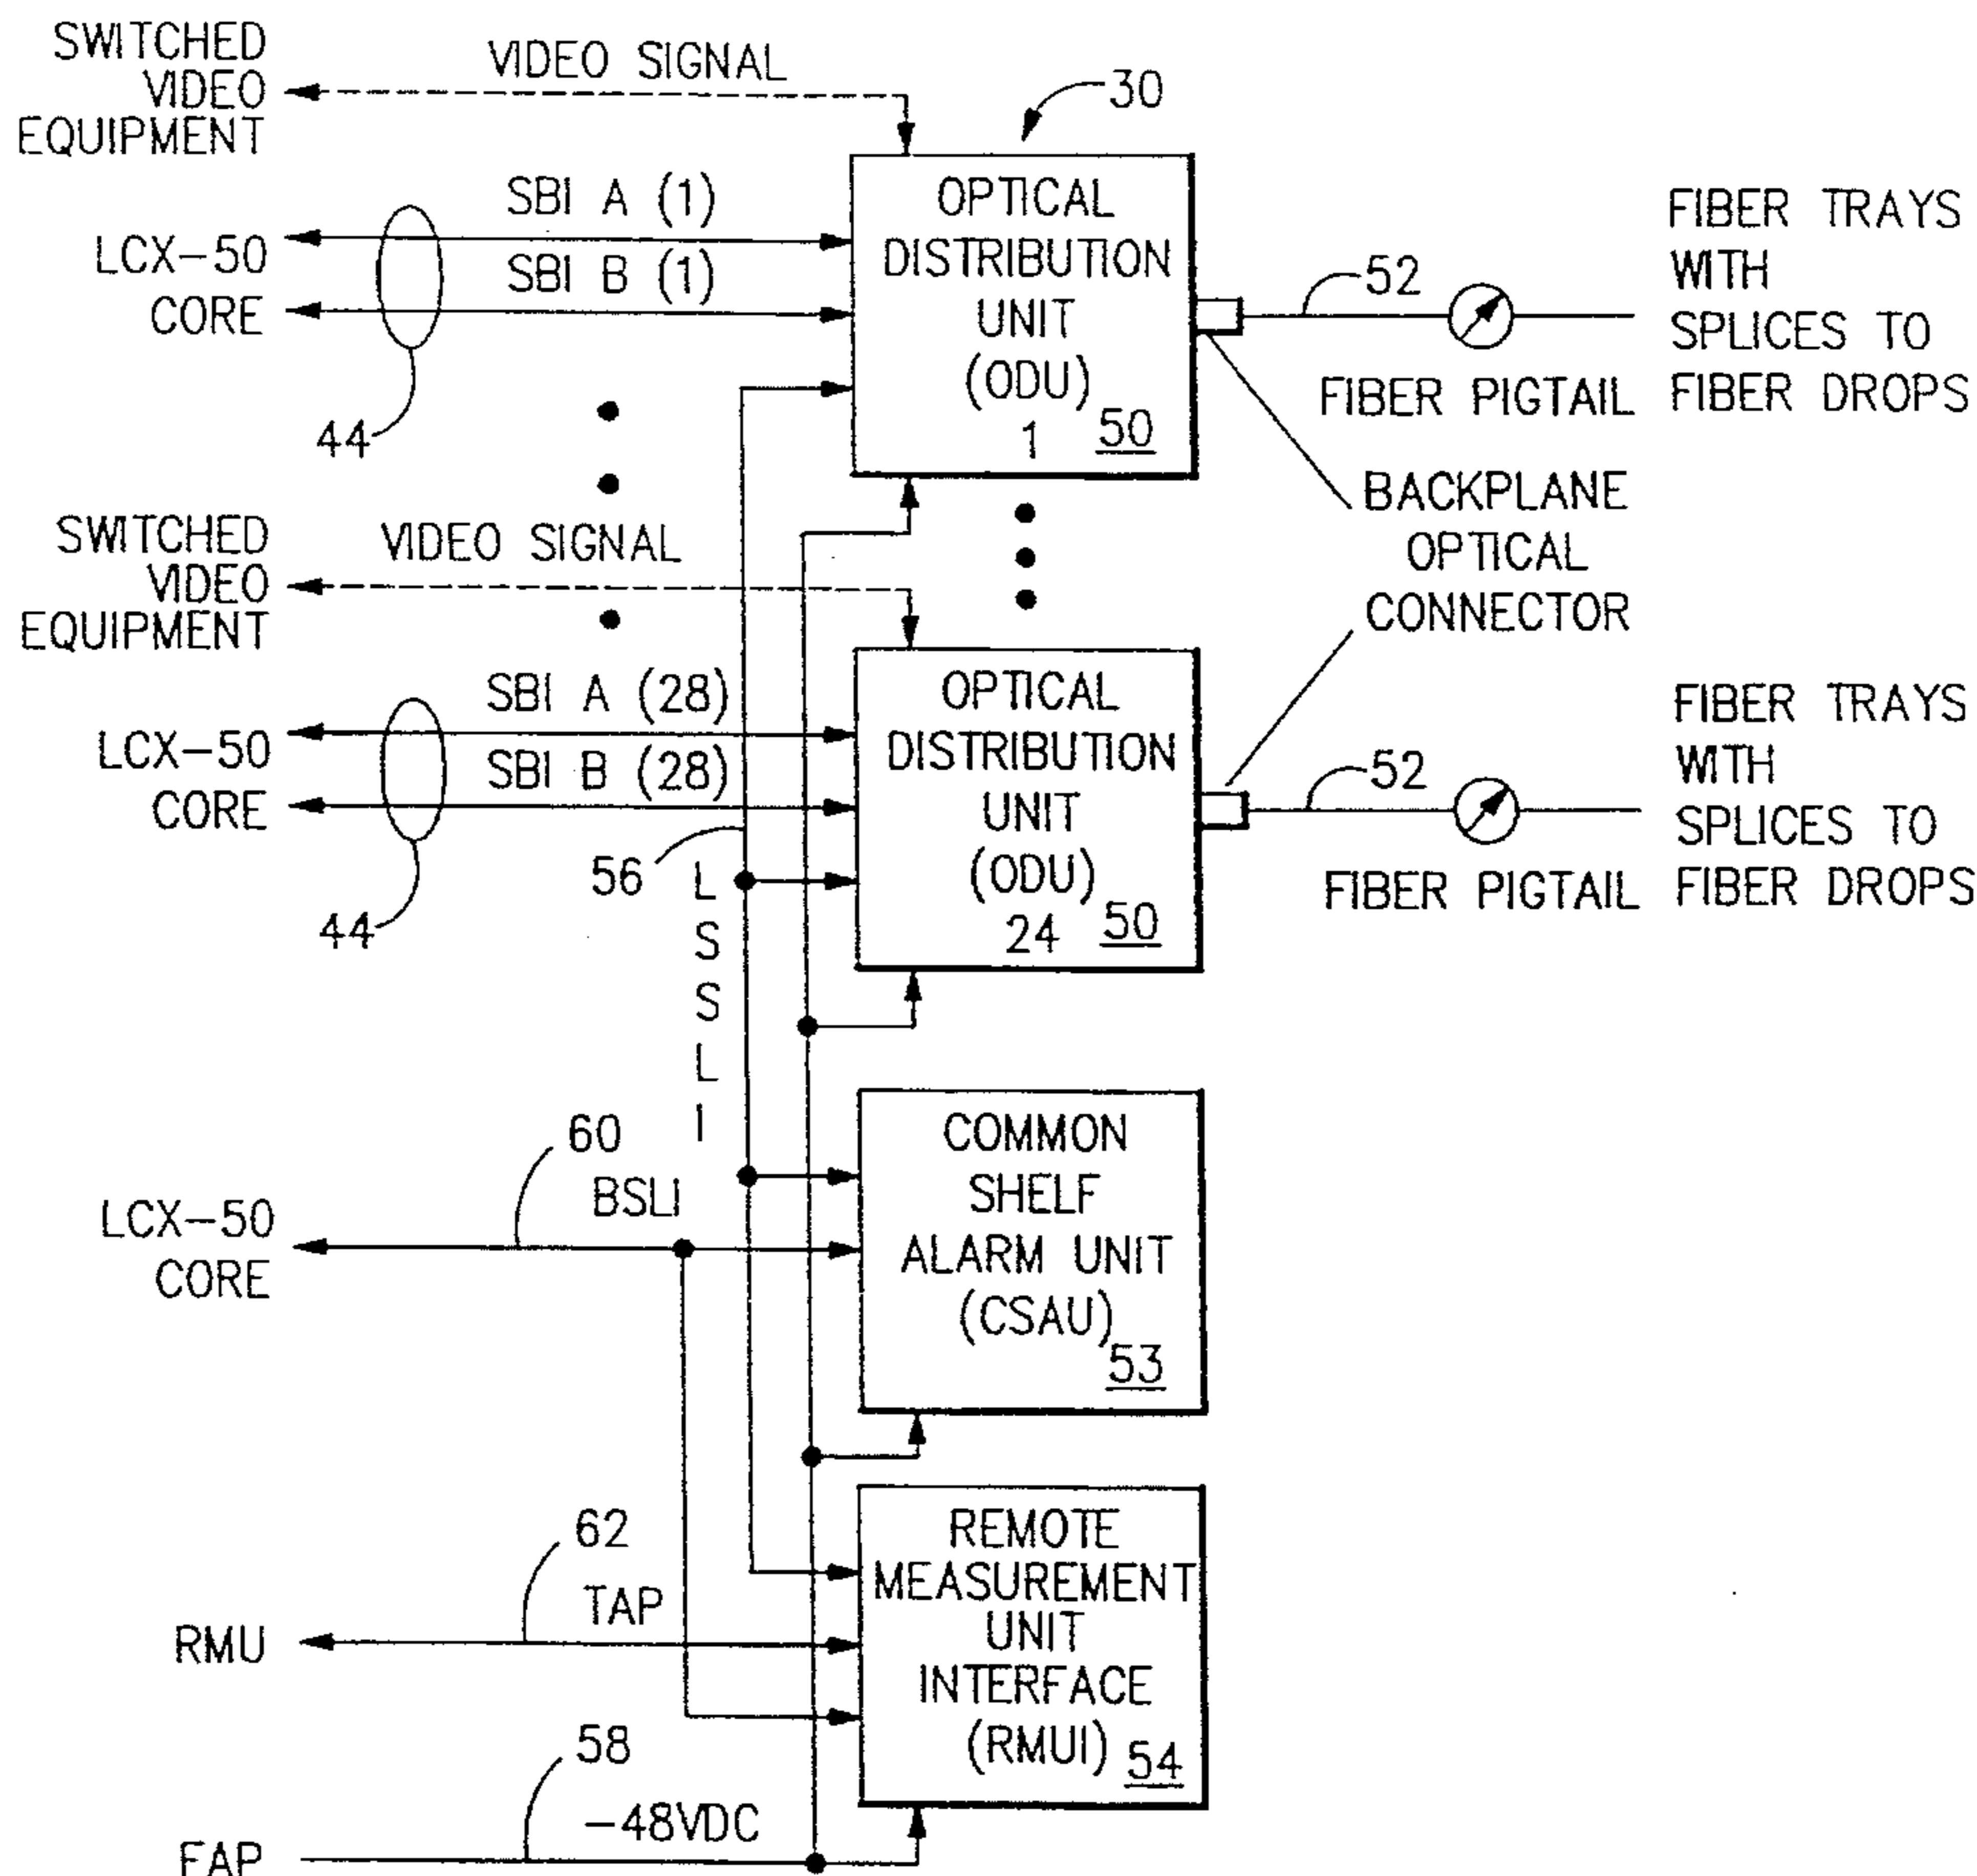 SWITCHED
VIDEO
EQUIPMENT
VIDEO SIGNAL
30
SBI A (1)
SBI B (1)
LCX-50
CORE
44
OPTICAL
DISTRIBUTION
UNIT
(ODU)
1
50
52
FIBER PIGTAIL
FIBER TRAYS
WITH
SPLICES TO
FIBER DROPS
BACKPLANE
OPTICAL
CONNECTOR
SWITCHED
VIDEO
EQUIPMENT
VIDEO SIGNAL
SBI A (28)
SBI B (28)
LCX-50
CORE
44
OPTICAL
DISTRIBUTION
UNIT
(ODU)
24
50
52
FIBER PIGTAIL
FIBER TRAYS
WITH
SPLICES TO
FIBER DROPS
56
L
S
S
L
I
60
BSLI
LCX-50
CORE
COMMON
SHELF
ALARM UNIT
(CSAU)
53
62
TAP
RMU
REMOTE
MEASUREMENT
UNIT
INTERFACE
(RMUI)
54
58
-48VDC
FAP